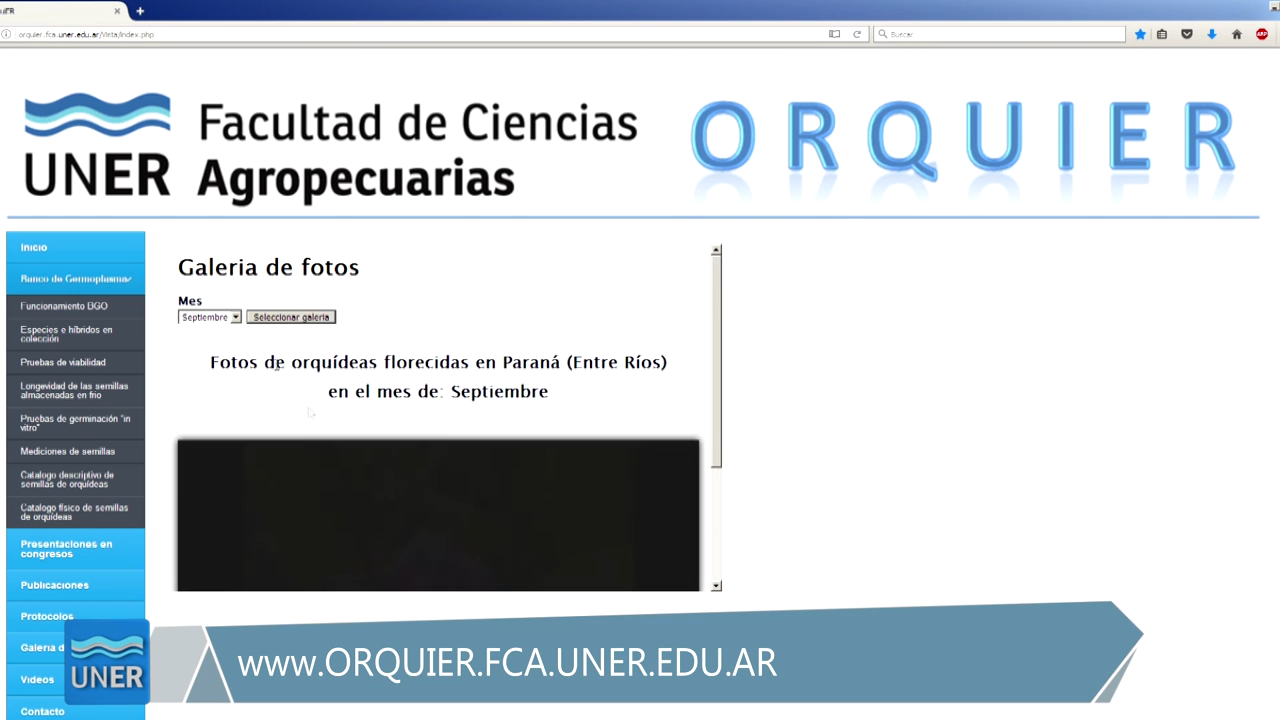 orquier.fca.uner.edu.ar/Virta/index.php
Buscar
ABP
UNER
Facultad de Ciencias
Agropecuarias
ORQUIER
Inicio
Banco de Germoplasma
Funcionamiento BGO
Especies e híbridos en
colección
Pruebas de viabilidad
Longevidad de las semillas
almacenadas en frio
Pruebas de germinación "in
vitro"
Mediciones de semillas
Catalogo descriptivo de
semillas de orquídeas
Catalogo físico de semillas
de orquídeas
Presentaciones en
congresos
Publicaciones
Protocolos
Galeria d
Videos
Contacto
Galeria de fotos
Mes
Septiembre
Seleccionar galeria
Fotos de orquídeas florecidas en Paraná (Entre Ríos)
en el mes de: Septiembre
UNER
www.ORQUIER.FCA.UNER.EDU.AR